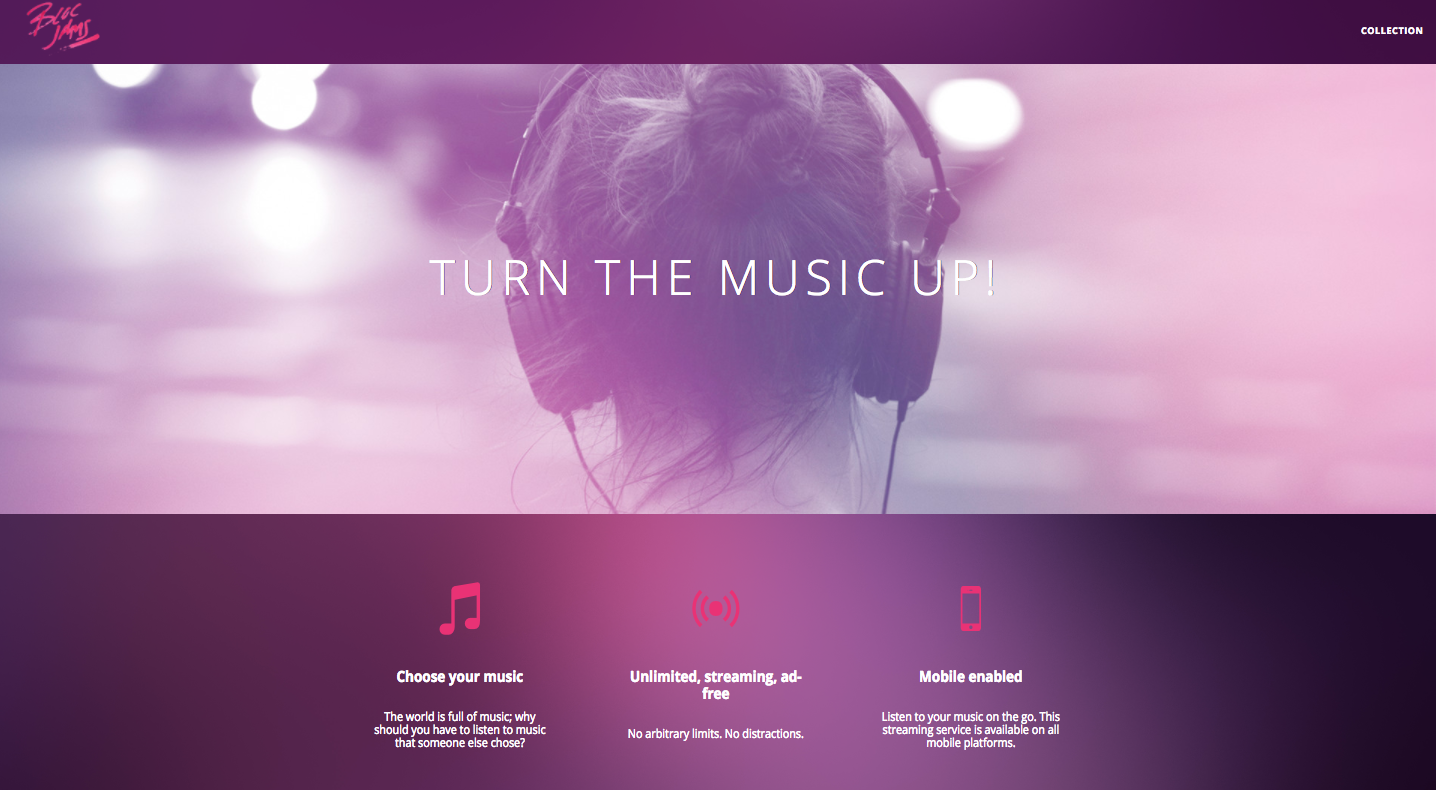 BLOC
JAMS
COLLECTION
TURN THE MUSIC UP!
Choose your music
The world is full of music; why
should you have to listen to music
that someone else chose?
Unlimited, streaming, ad-
free
No arbitrary limits. No distractions.
Mobile enabled
Listen to your music on the go. This
streaming service is available on all
mobile platforms.